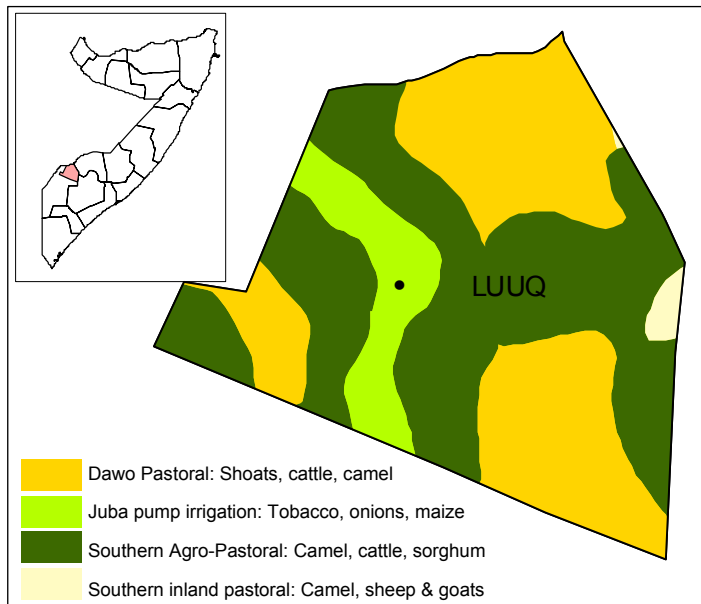 LUUQ
Dawo Pastoral: Shoats, cattle, camel
Juba pump irrigation: Tobacco, onions, maize
Southern Agro-Pastoral: Camel, cattle, sorghum
Southern inland pastoral: Camel, sheep & goats